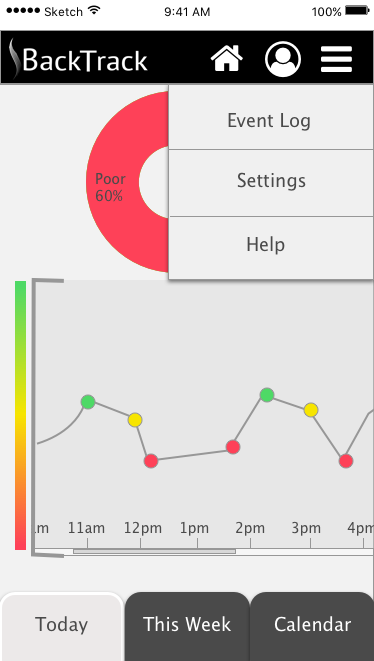 Sketch 9:41 AM 100%
BackTrack
Event Log
Settings
Help
Poor
60%
11am 12pm 1pm 2pm 3pm 4pm
Today This Week Calendar